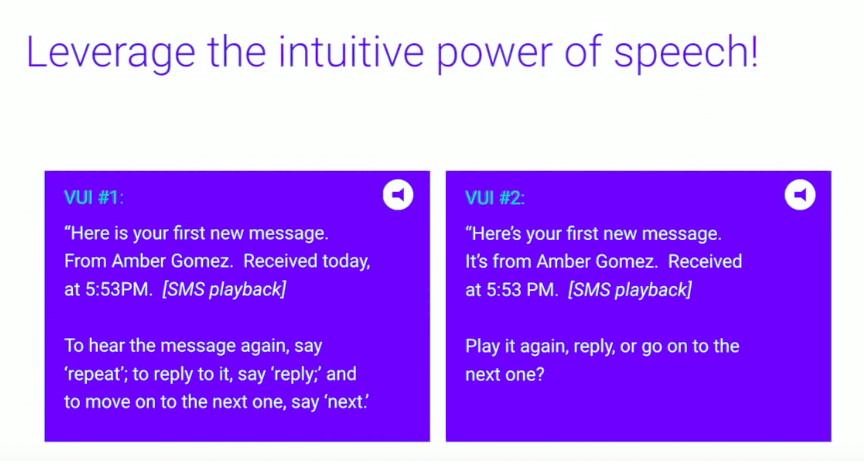 Leverage the intuitive power of speech!
VUI #1:
“Here is your first new message.
From Amber Gomez.  Received today,
at 5:53PM.  [SMS playback]
To hear the message again, say
‘repeat’; to reply to it, say ‘reply;’ and
to move on to the next one, say ‘next.’
VUI #2:
“Here’s your first new message.
It’s from Amber Gomez.  Received
at 5:53 PM.  [SMS playback]
Play it again, reply, or go on to the
next one?